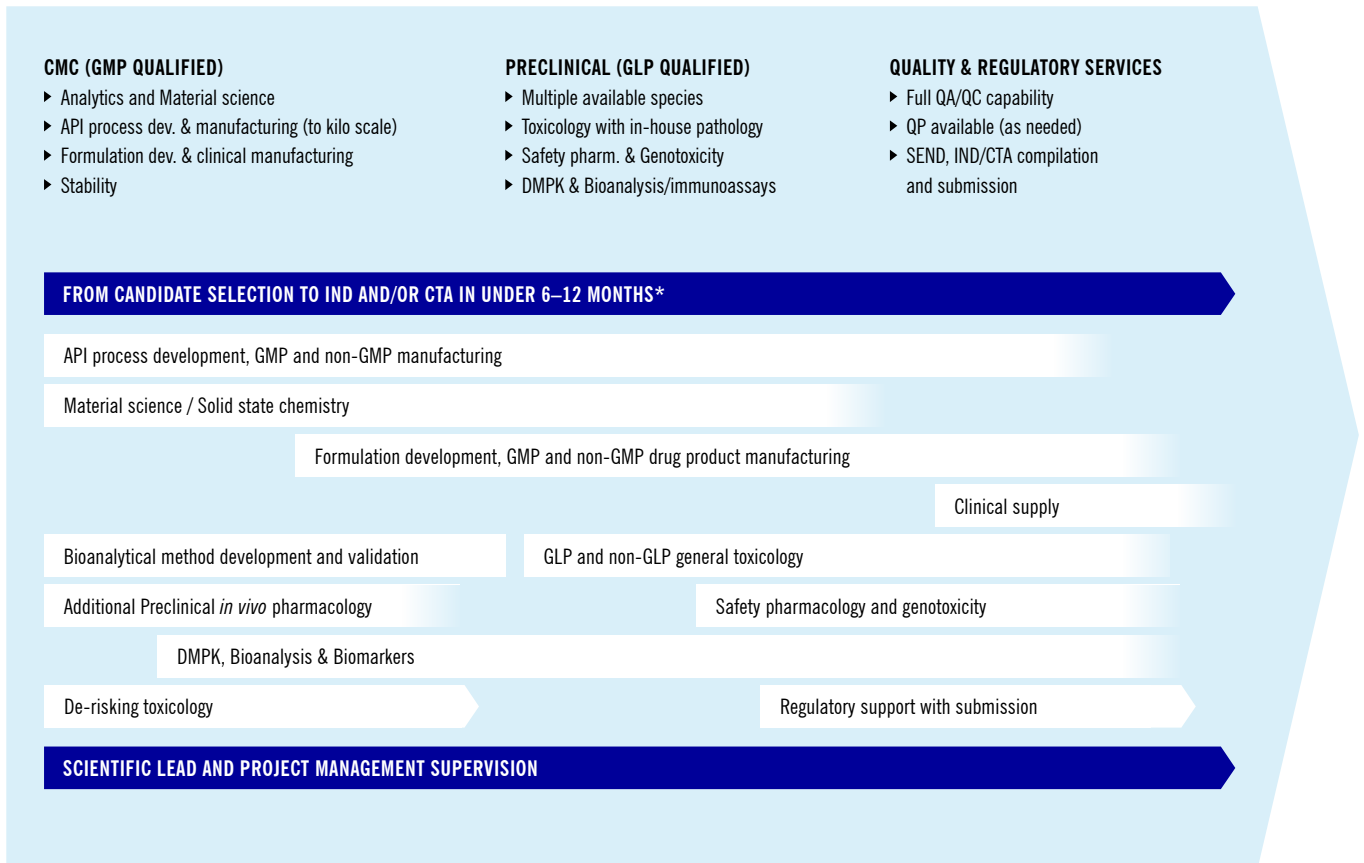 CMC (GMP QUALIFIED)
Analytics and Material science
API process dev. & manufacturing (to kilo scale)
Formulation dev. & clinical manufacturing
Stability
PRECLINICAL (GLP QUALIFIED)
Multiple available species
Toxicology with in-house pathology
Safety pharm. & Genotoxicity
DMPK & Bioanalysis/immunoassays
QUALITY & REGULATORY SERVICES
Full QA/QC capability
QP available (as needed)
SEND, IND/CTA compilation
and submission
FROM CANDIDATE SELECTION TO IND AND/OR CTA IN UNDER 6–12 MONTHS*
API process development, GMP and non-GMP manufacturing
Material science / Solid state chemistry
Formulation development, GMP and non-GMP drug product manufacturing
Clinical supply
Bioanalytical method development and validation
GLP and non-GLP general toxicology
Additional Preclinical in vivo pharmacology
Safety pharmacology and genotoxicity
DMPK, Bioanalysis & Biomarkers
De-risking toxicology
Regulatory support with submission
SCIENTIFIC LEAD AND PROJECT MANAGEMENT SUPERVISION